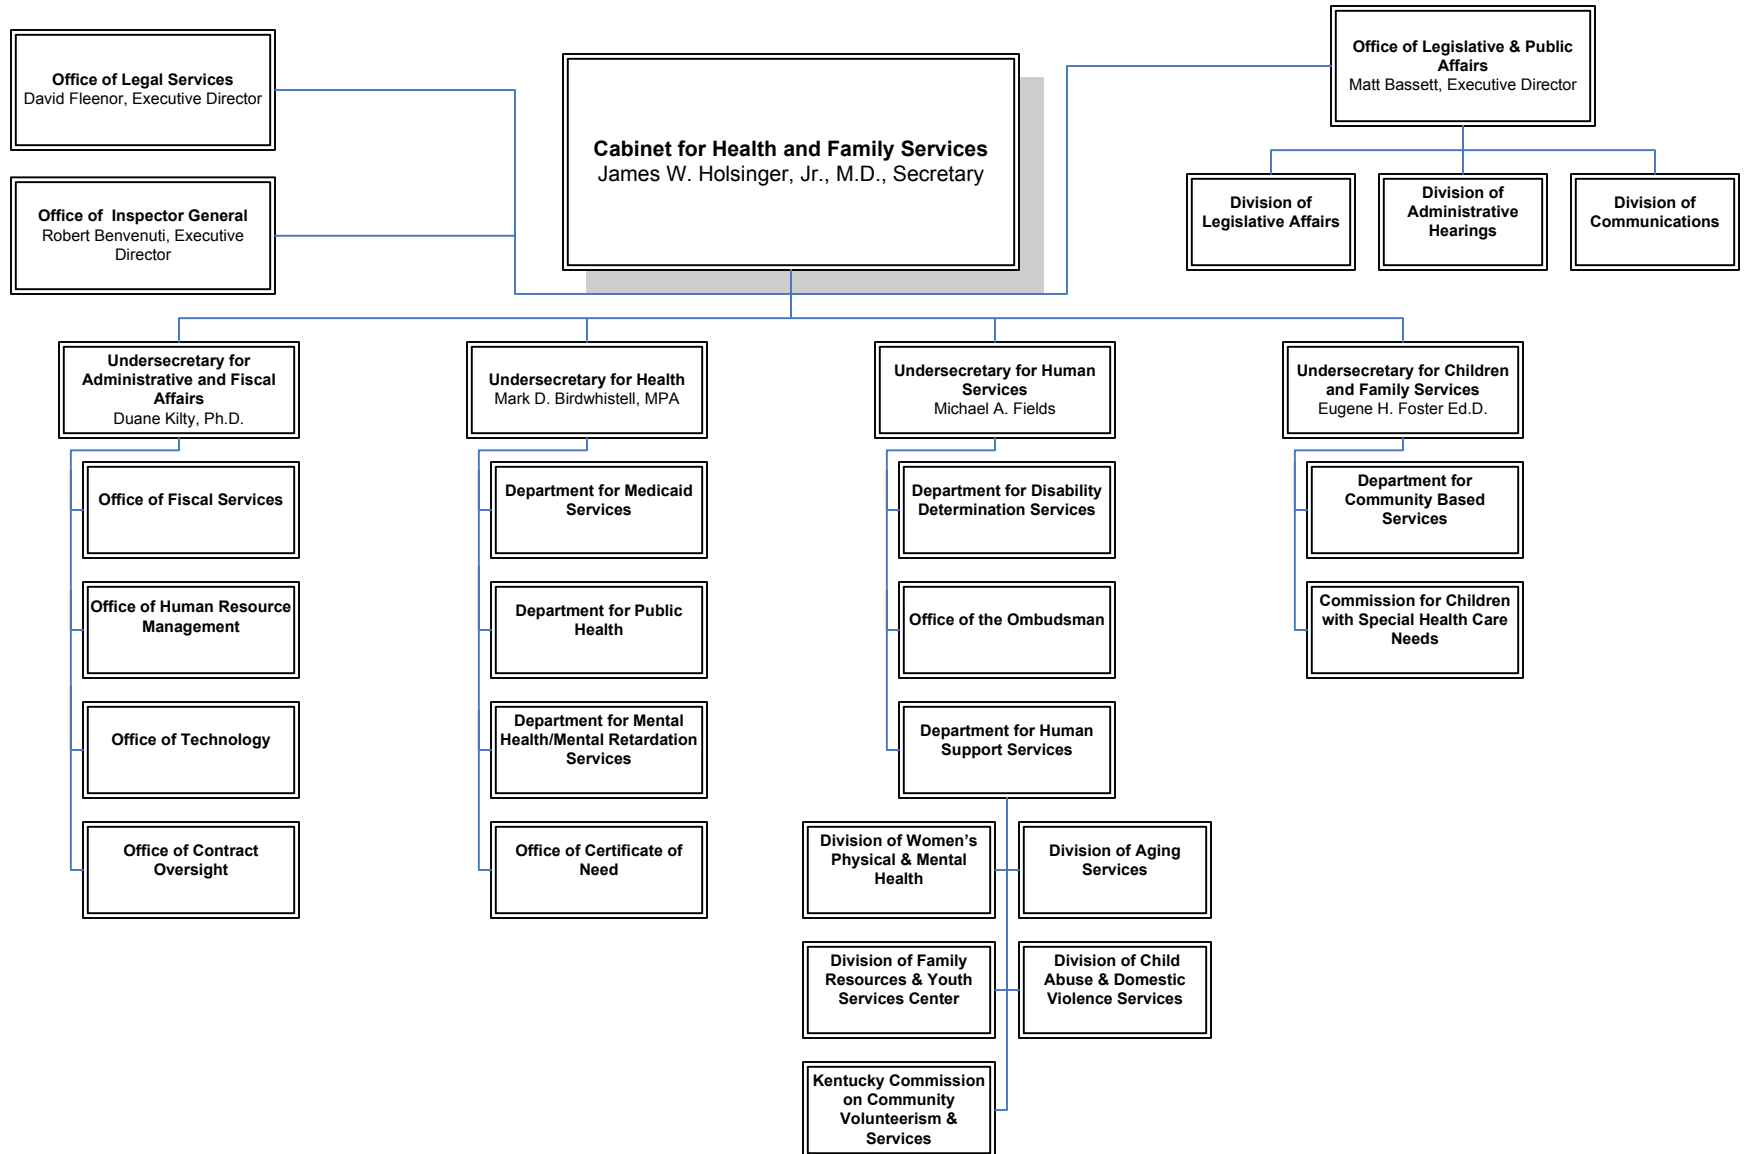 Office of Legal Services
David Fleenor, Executive Director
Office of Inspector General
Robert Benvenuti, Executive
Director
Cabinet for Health and Family Services
James W. Holsinger, Jr., M.D., Secretary
Office of Legislative & Public
Affairs
Matt Bassett, Executive Director
Division of
Legislative Affairs
Division of
Administrative
Hearings
Division of
Communications
Undersecretary for
Administrative and Fiscal
Affairs
Duane Kilty, Ph.D.
Undersecretary for Health
Mark D. Birdwhistell, MPA
Undersecretary for Human
Services
Michael A. Fields
Undersecretary for Children
and Family Services
Eugene H. Foster Ed.D.
Office of Fiscal Services
Office of Human Resource
Management
Office of Technology
Office of Contract
Oversight
Department for Medicaid
Services
Department for Public
Health
Department for Mental
Health/Mental Retardation
Services
Office of Certificate of
Need
Department for Disability
Determination Services
Office of the Ombudsman
Department for Human
Support Services
Division of Women's
Physical & Mental
Health
Division of Aging
Services
Division of Family
Resources & Youth
Services Center
Division of Child
Abuse & Domestic
Violence Services
Kentucky Commission
on Community
Volunteerism &
Services
Department for
Community Based
Services
Commission for Children
with Special Health Care
Needs